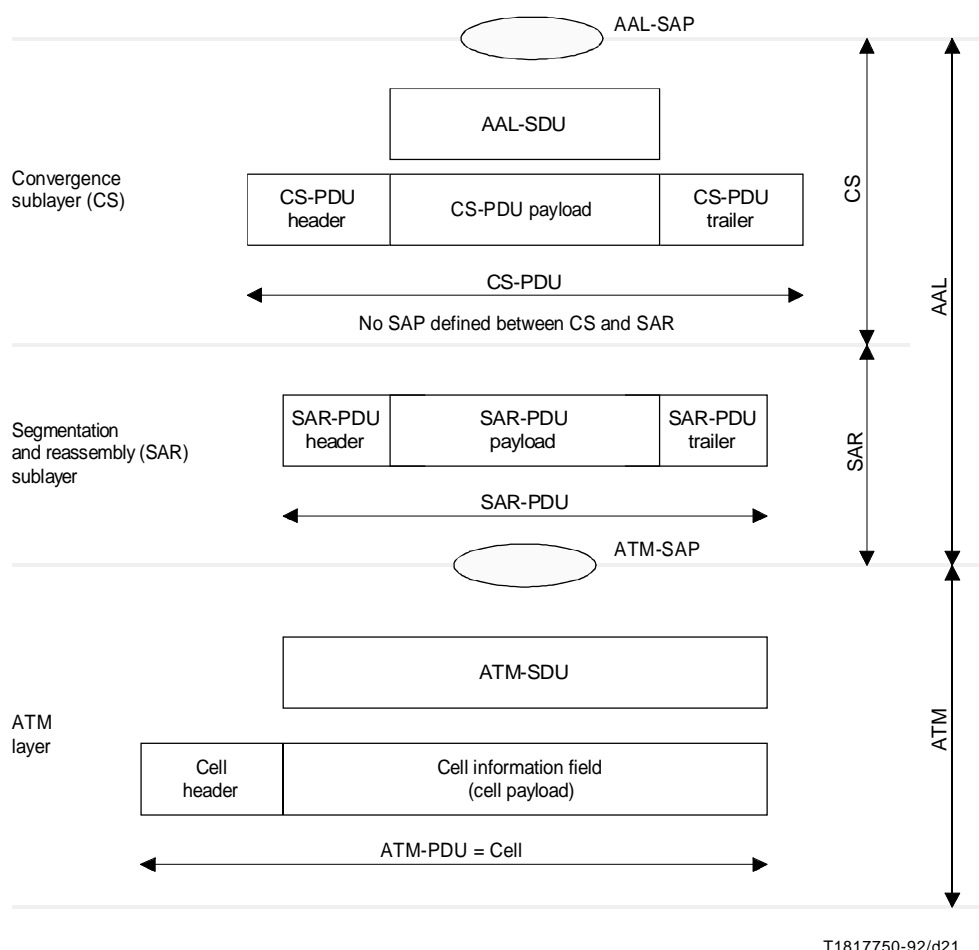 AAL-SAP
AAL-SDU
Convergence
sublayer (CS)
CS-PDU
header
CS-PDU payload
CS-PDU
trailer
CS
CS-PDU
No SAP defined between CS and SAR
AAL
Segmentation
and reassembly (SAR)
sublayer
SAR-PDU
header
SAR-PDU
payload
SAR-PDU
trailer
SAR
SAR-PDU
ATM-SAP
ATM-SDU
ATM
layer
Cell
header
Cell information field
(cell payload)
ATM
ATM-PDU = Cell
T1817750-92/d21